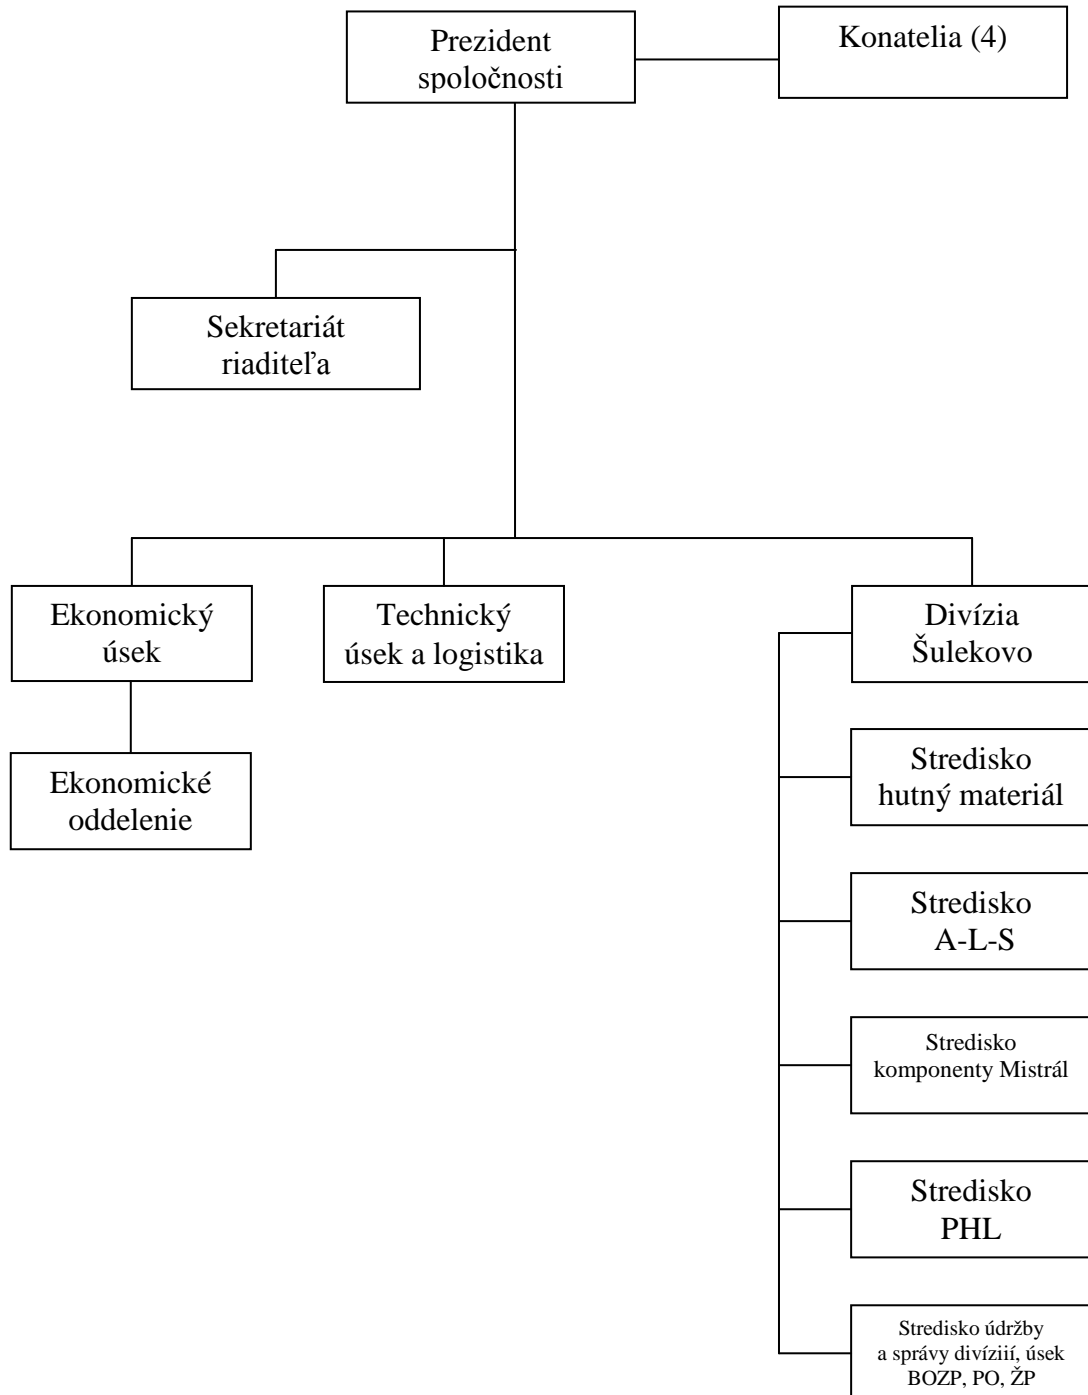 Prezident
spoločnosti
Konatelia (4)
Sekretariát
riaditeľa
Ekonomický
úsek
Technický
úsek a logistika
Divízia
Šulekovo
Ekonomické
oddelenie
Stredisko
hutný materiál
Stredisko
A-L-S
Stredisko
komponenty Mistrál
Stredisko
PHL
Stredisko údržby
a správy divíziií, úsek
BOZP, PO, ŽP